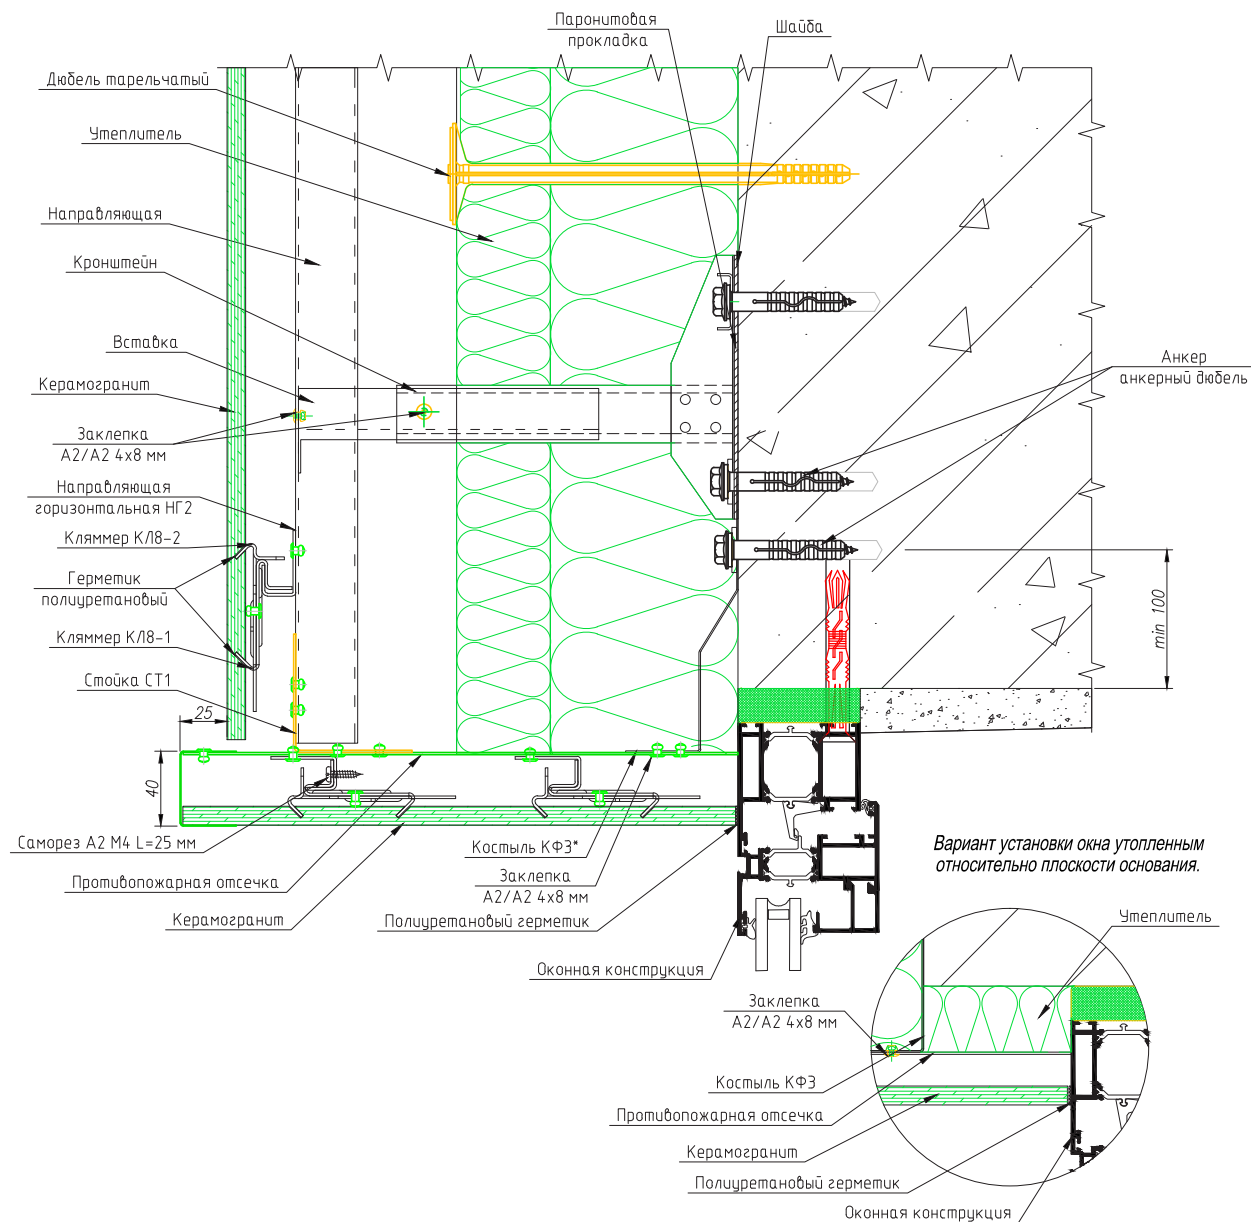 Паронитовая
прокладка
Шайба
Дюбель тарельчатый
Утеплитель
Направляющая
Кронштейн
Вставка
Керамогранит
Заклепка
А2/А2 4х8 мм
Направляющая
горизонтальная НГ2
Кляммер КЛ8-2
Герметик
полиуретановый
Кляммер КЛ8-1
Стойка СТ1
25
40
Анкер
анкерный дюбель
min 100
Саморез А2 М4 L=25 мм
Противопожарная отсечка
Керамогранит
Костыль КФЗ*
Заклепка
А2/А2 4х8 мм
Полиуретановый герметик
Оконная конструкция
Вариант установки окна утопленным
относительно плоскости основания.
Утеплитель
Заклепка
А2/А2 4х8 мм
Костыль КФЗ
Противопожарная отсечка
Керамогранит
Полиуретановый герметик
Оконная конструкция